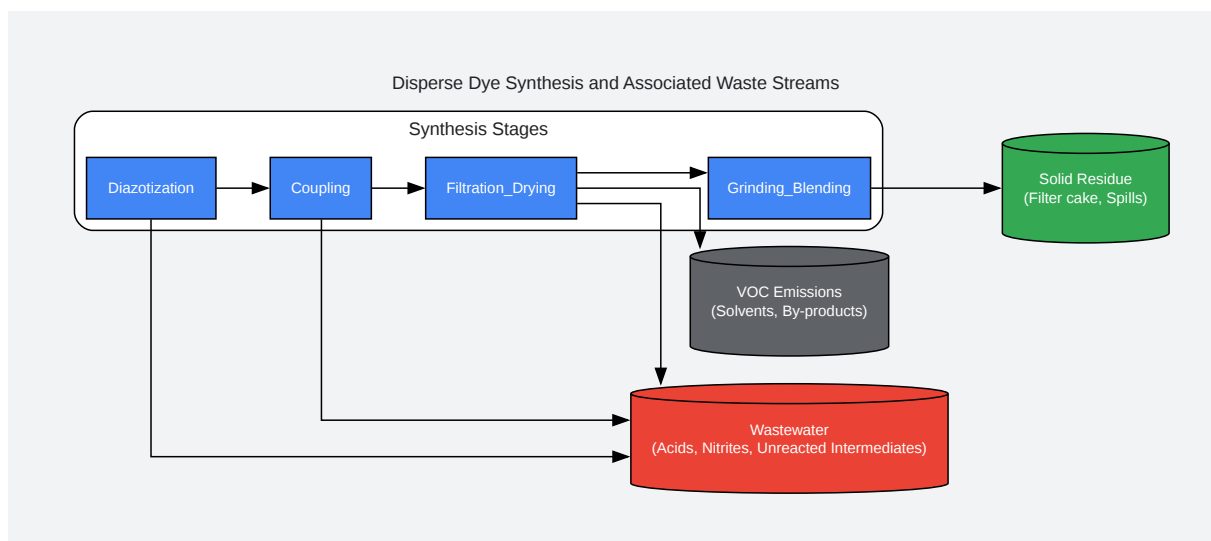 Disperse Dye Synthesis and Associated Waste Streams
Synthesis Stages
Diazotization
Coupling
Filtration_Drying
Grinding_Blending
Solid Residue
(Filter cake, Spills)
VOC Emissions
(Solvents, By-products)
Wastewater
(Acids, Nitrites, Unreacted Intermediates)